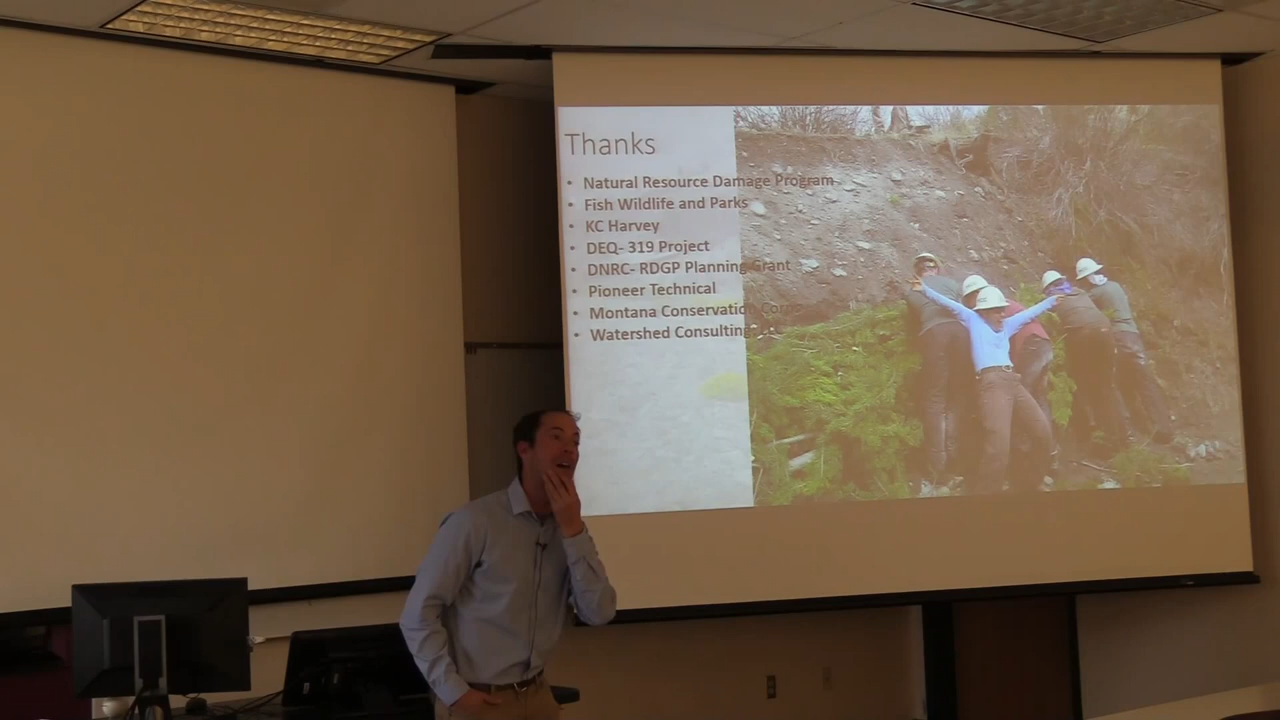 Thanks
• Natural Resource Damage Program
• Fish Wildlife and Parks
• KC Harvey
• DEQ- 319 Project
• DNRC- RDGP Planning Grant
• Pioneer Technical
• Montana Conservation Corps
• Watershed Consulting